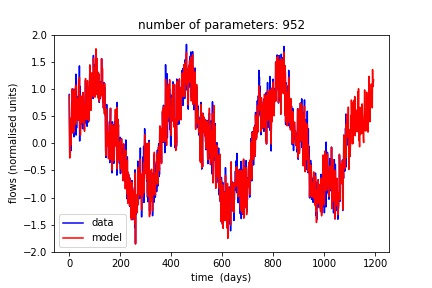 number of parameters: 952
2.0
1.5
1.0
0.5
0.0
−0.5
−1.0
−1.5
−2.0
flows (normalised units)
data
model
0 200 400 600 800 1000 1200
time (days)